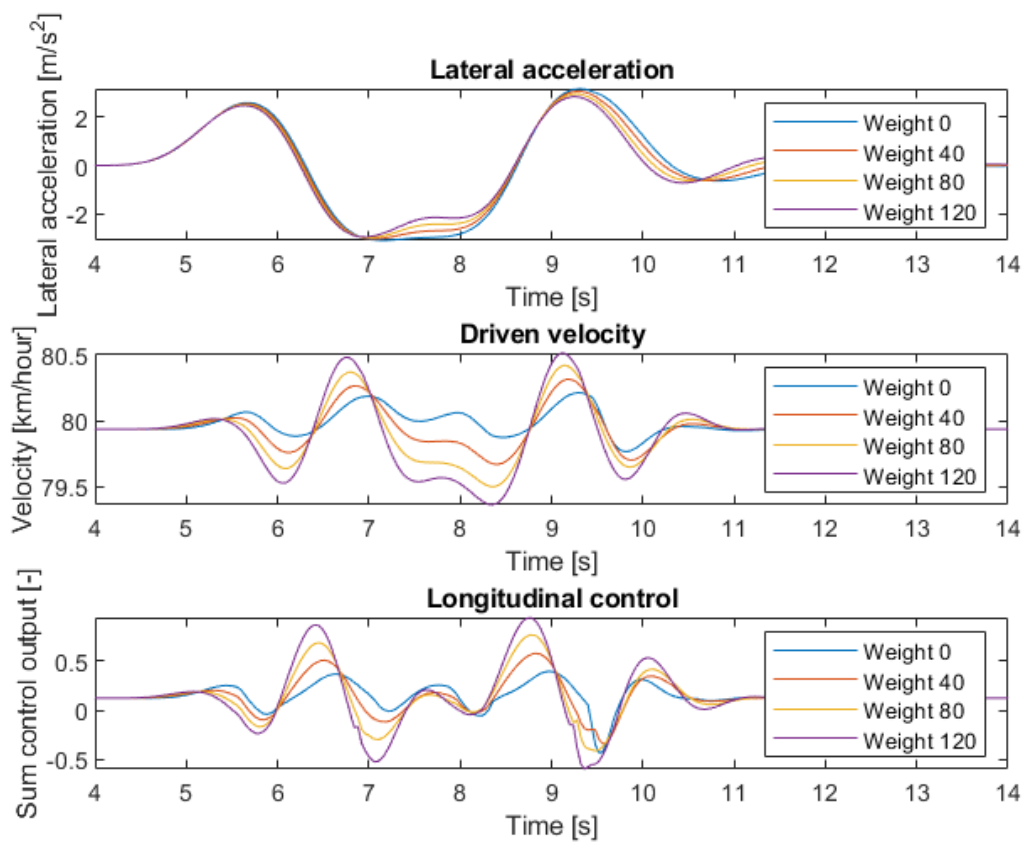 Lateral acceleration
Lateral acceleration [m/s²]
2
0
-2
Weight 0
Weight 40
Weight 80
Weight 120
4 5 6 7 8 9 10 11 12 13 14
Time [s]
Driven velocity
Velocity [km/hour]
80.5
80
79.5
Weight 0
Weight 40
Weight 80
Weight 120
4 5 6 7 8 9 10 11 12 13 14
Time [s]
Longitudinal control
Sum control output [-]
0.5
0
-0.5
Weight 0
Weight 40
Weight 80
Weight 120
4 5 6 7 8 9 10 11 12 13 14
Time [s]